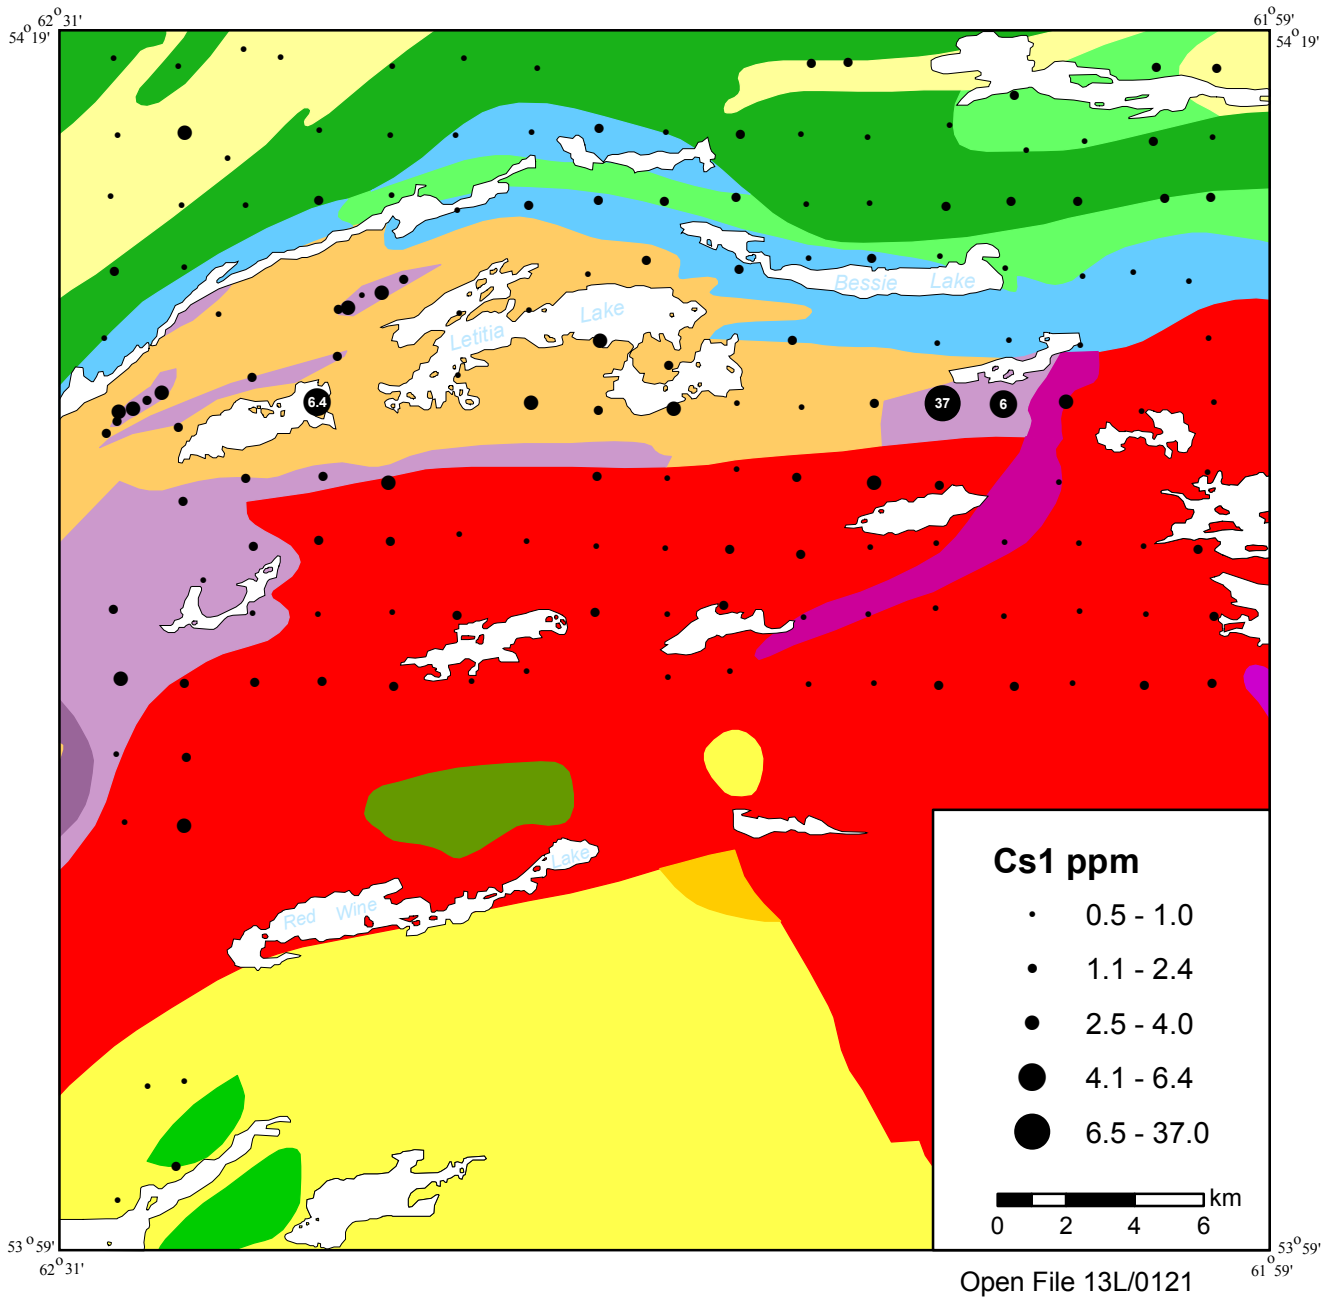 62° 31'
61° 59'
54° 19'
54° 19'
Bessie Lake
Lake
Letitia
6.4
37
6
Lake
Red Wine
Cs1 ppm
0.5 - 1.0
1.1 - 2.4
2.5 - 4.0
4.1 - 6.4
6.5 - 37.0
km
0 2 4 6
53° 59'
53° 59'
62° 31'
61° 59'
Open File 13L/0121